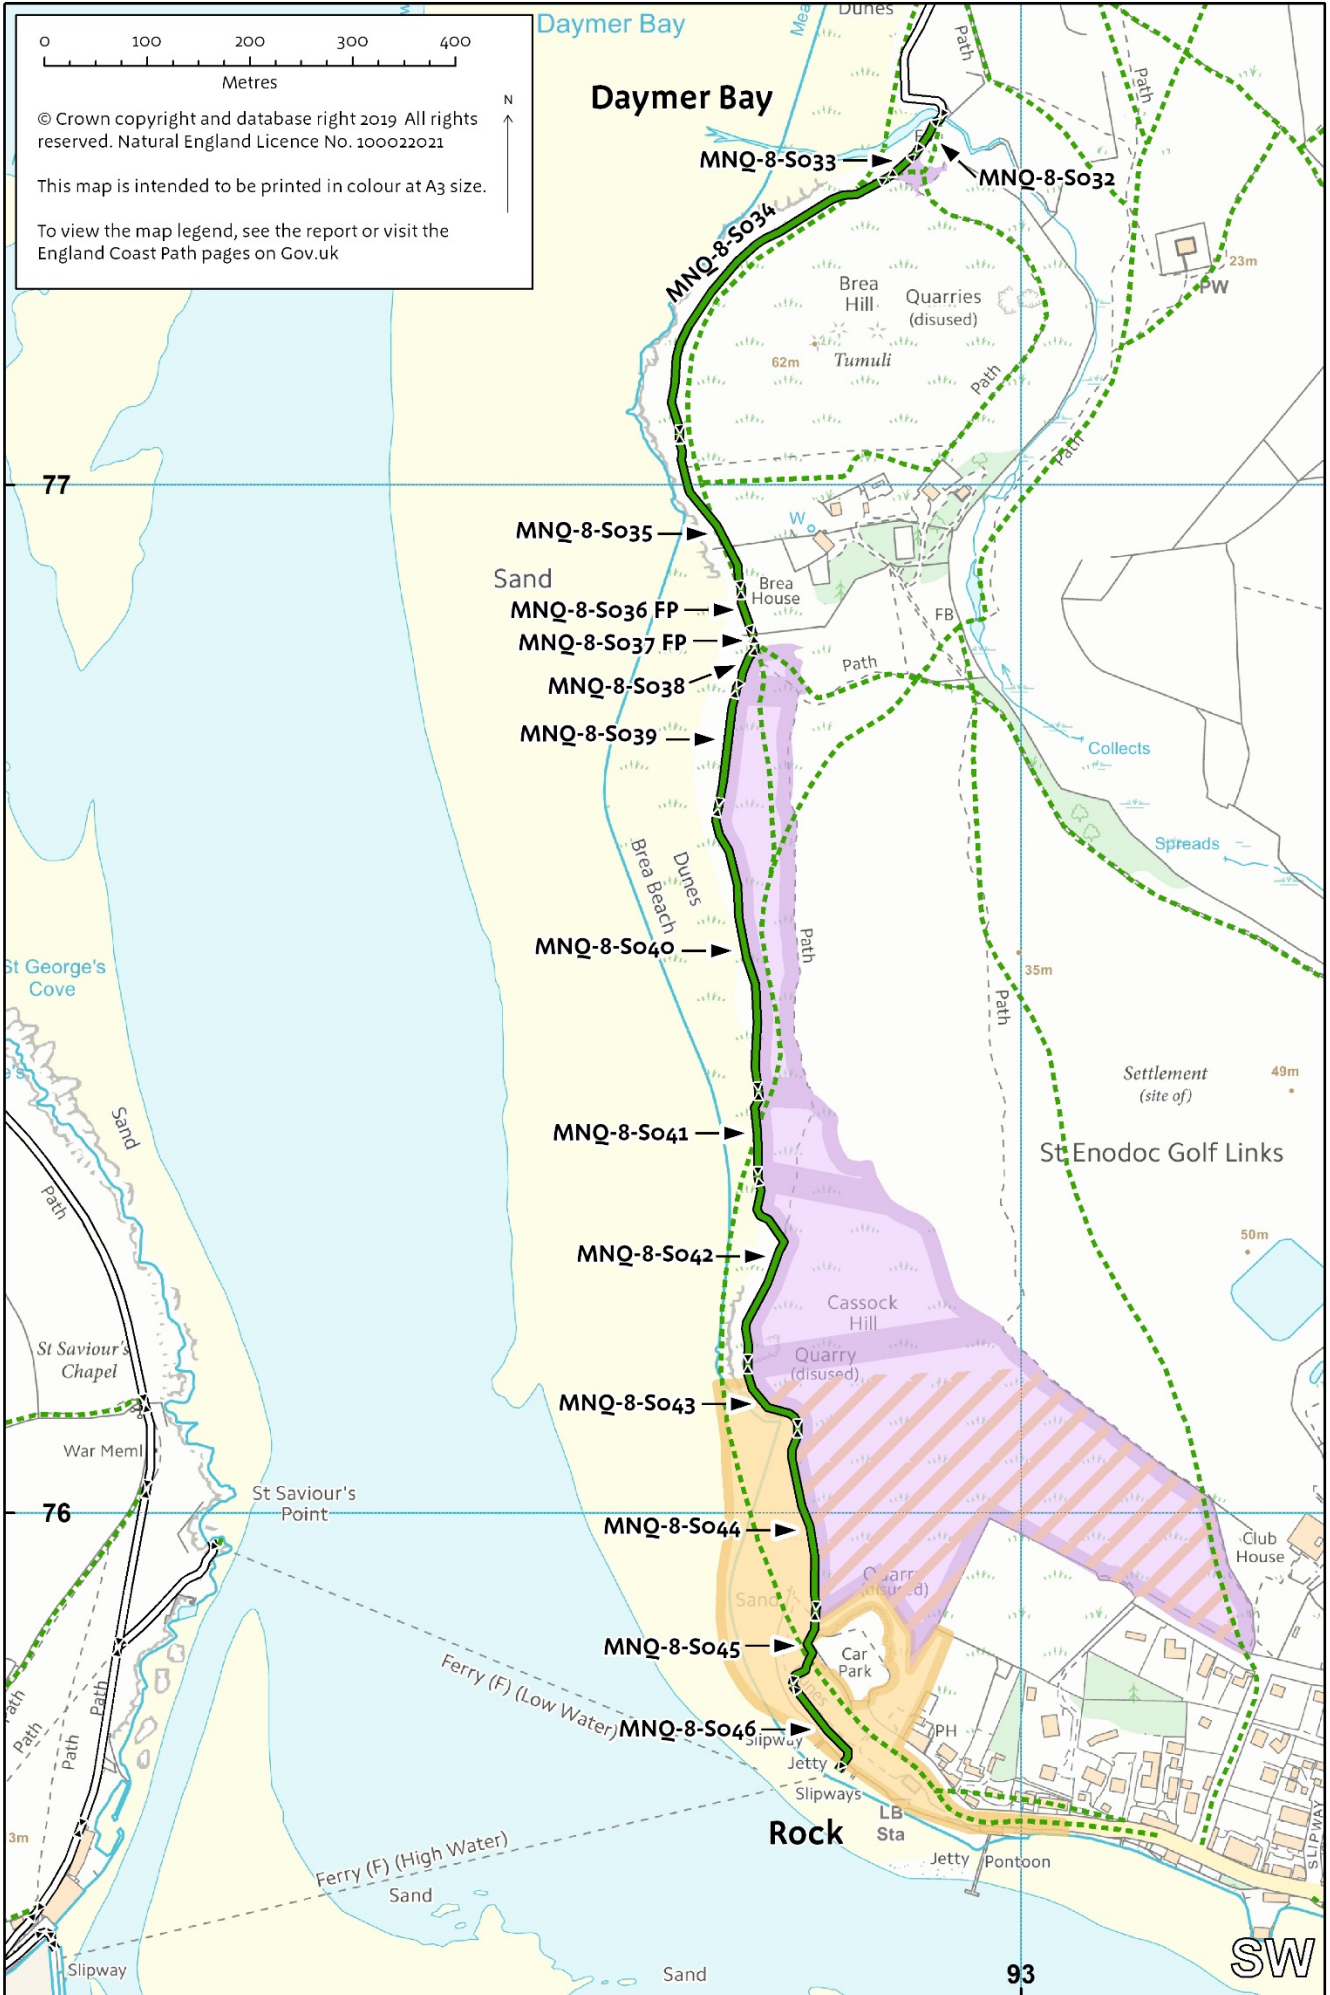 0 100 200 300 400
Metres
© Crown copyright and database right 2019 All rights
reserved. Natural England Licence No. 100022021
This map is intended to be printed in colour at A3 size.
To view the map legend, see the report or visit the
England Coast Path pages on Gov.uk
N
Daymer Bay
Dunes
Path
Path
Daymer Bay
MNQ-8-S033
MNQ-8-S032
MNQ-8-S034
Brea
Hill
Quarries
(disused)
23m
PW
62m
Tumuli
Path
Path
77
W
MNQ-8-S035
Sand
Brea
House
MNQ-8-S036 FP
FB
MNQ-8-S037 FP
Path
MNQ-8-S038
MNQ-8-S039
Collects
Spreads
Dunes
Brea Beach
Path
MNQ-8-S040
St George's
Cove
35m
Path
Settlement
(site of)
49m
Sand
MNQ-8-S041
St Enodoc Golf Links
Path
50m
MNQ-8-S042
Cassock
Hill
St Saviour's
Chapel
Quarry
(disused)
MNQ-8-S043
War Meml
St Saviour's
Point
76
MNQ-8-S044
Club
House
Quarry
(disused)
Sand
MNQ-8-S045
Car
Park
Ferry (F) (Low Water)
Path
Path
Path
MNQ-8-S046
PH
Slipway
Jetty
Slipways
LB
Sta
Rock
3m
Ferry (F) (High Water)
Sand
Jetty
Pontoon
SLIPWAY
Slipway
Sand
93
SW